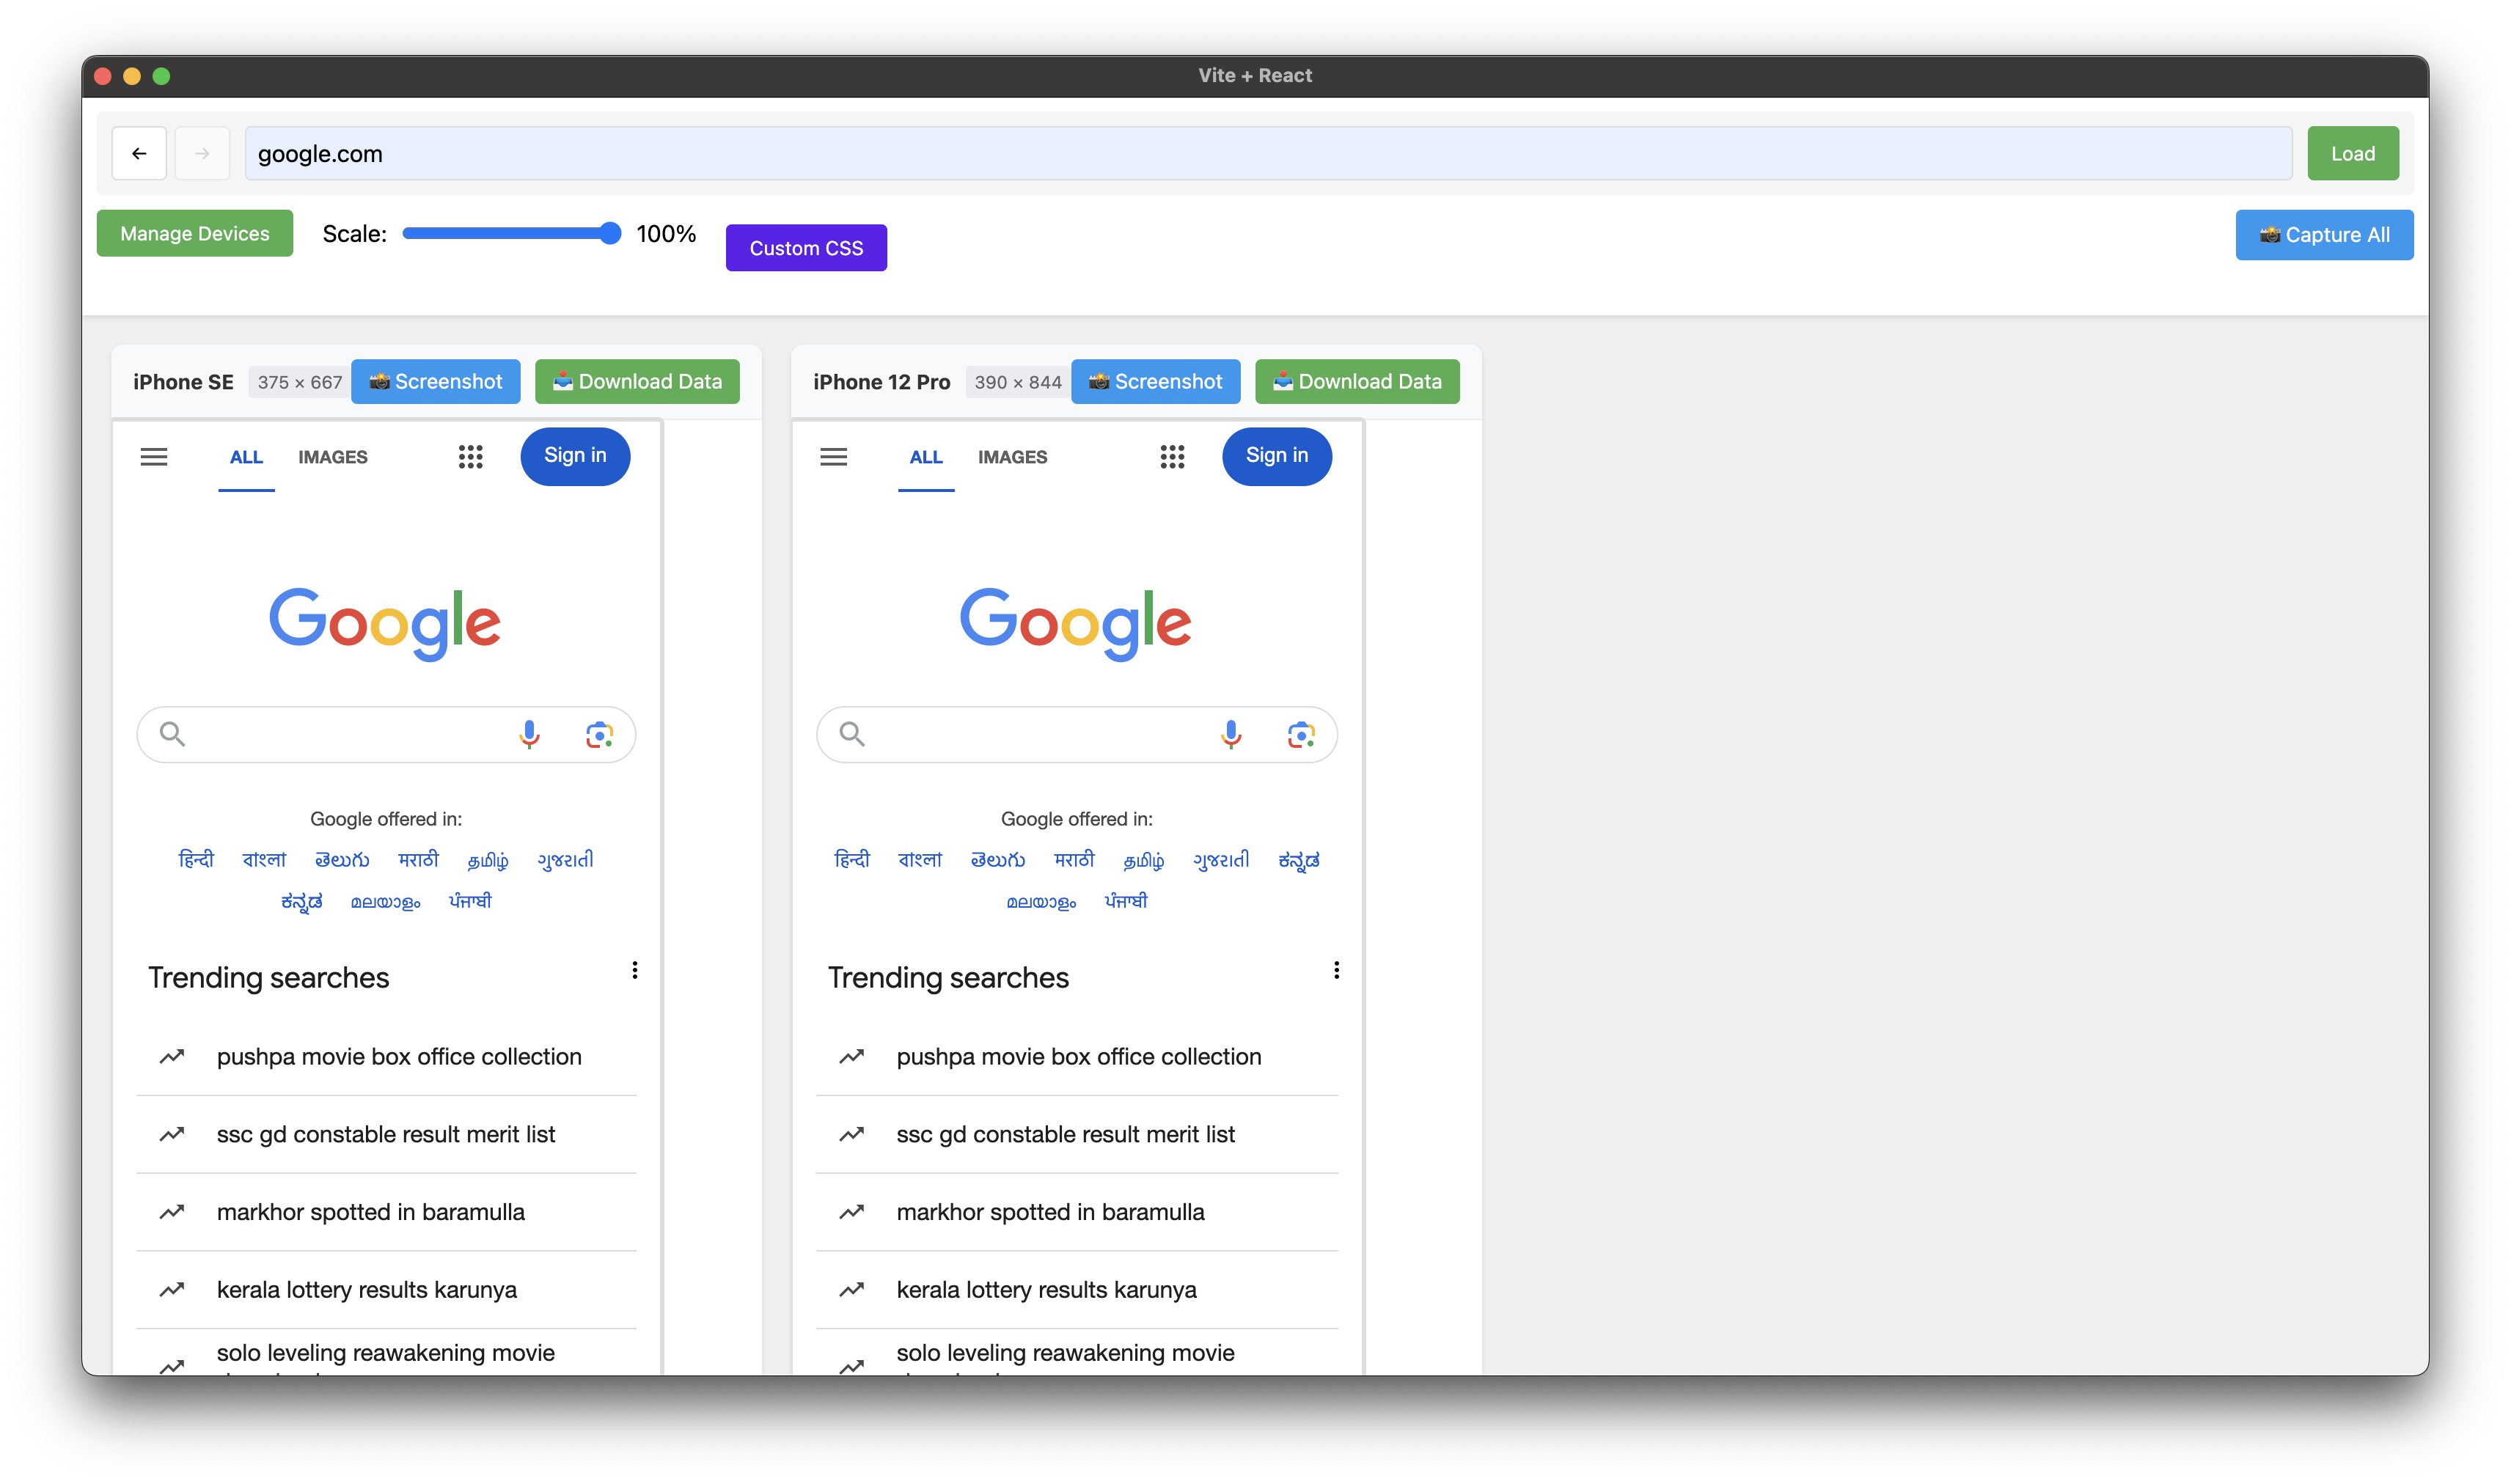 Vite + React
google.com
Load
Manage Devices Scale: 100% Custom CSS Capture All
iPhone SE 375 × 667 Screenshot Download Data
ALL IMAGES Sign in
Google
Google offered in:
हिन्दी বাংলা తెలుగు मराठी தமிழ் ગુજરાતી
ಕನ್ನಡ മലയാളം ਪੰਜਾਬੀ
Trending searches
pushpa movie box office collection
ssc gd constable result merit list
markhor spotted in baramulla
kerala lottery results karunya
solo leveling reawakening movie
iPhone 12 Pro 390 × 844 Screenshot Download Data
ALL IMAGES Sign in
Google
Google offered in:
हिन्दी বাংলা తెలుగు मराठी தமிழ் ગુજરાતી ಕನ್ನಡ
മലയാളം ਪੰਜਾਬੀ
Trending searches
pushpa movie box office collection
ssc gd constable result merit list
markhor spotted in baramulla
kerala lottery results karunya
solo leveling reawakening movie